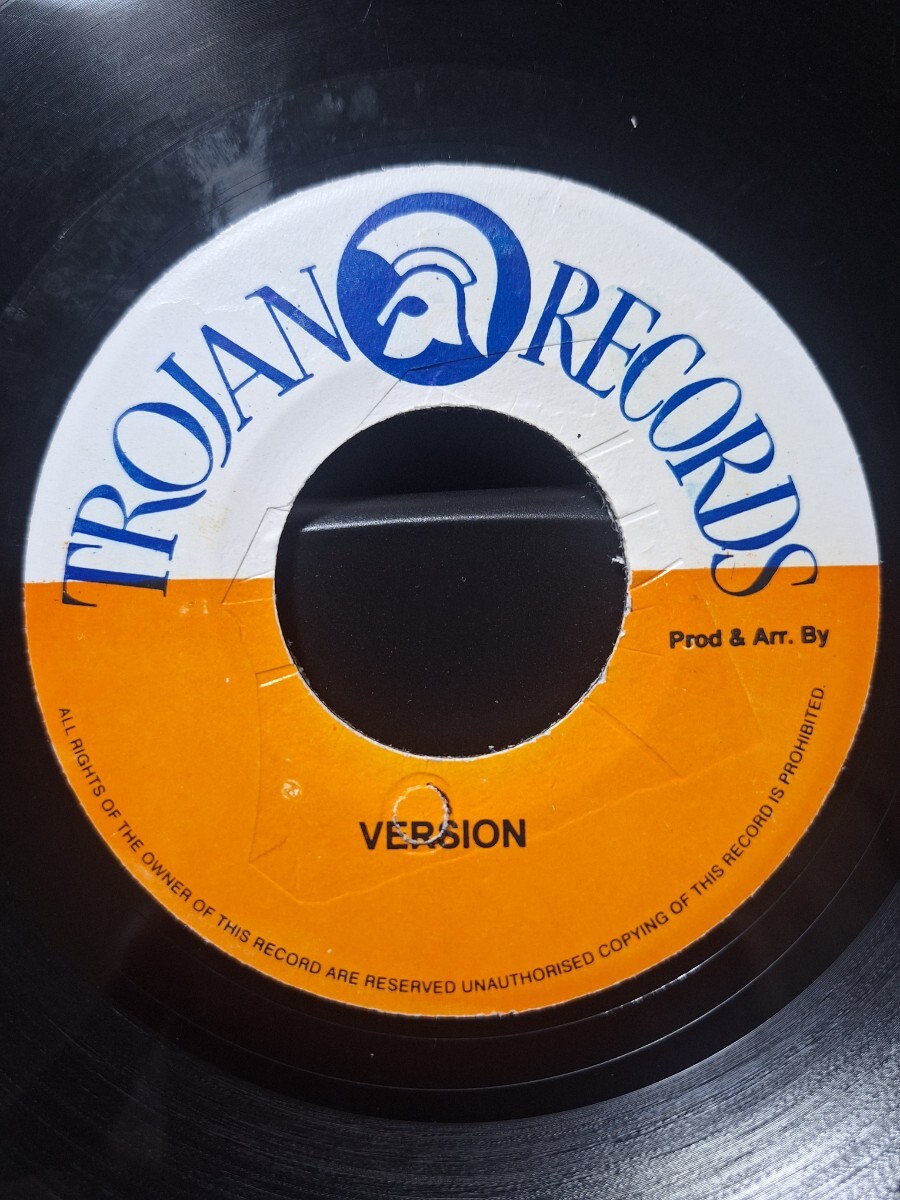 TROJAN RECORDS
Prod & Arr. By
VERSION
ALL RIGHTS OF THE OWNER OF THIS RECORD ARE RESERVED UNAUTHORISED COPYING OF THIS RECORD IS PROHIBITED.